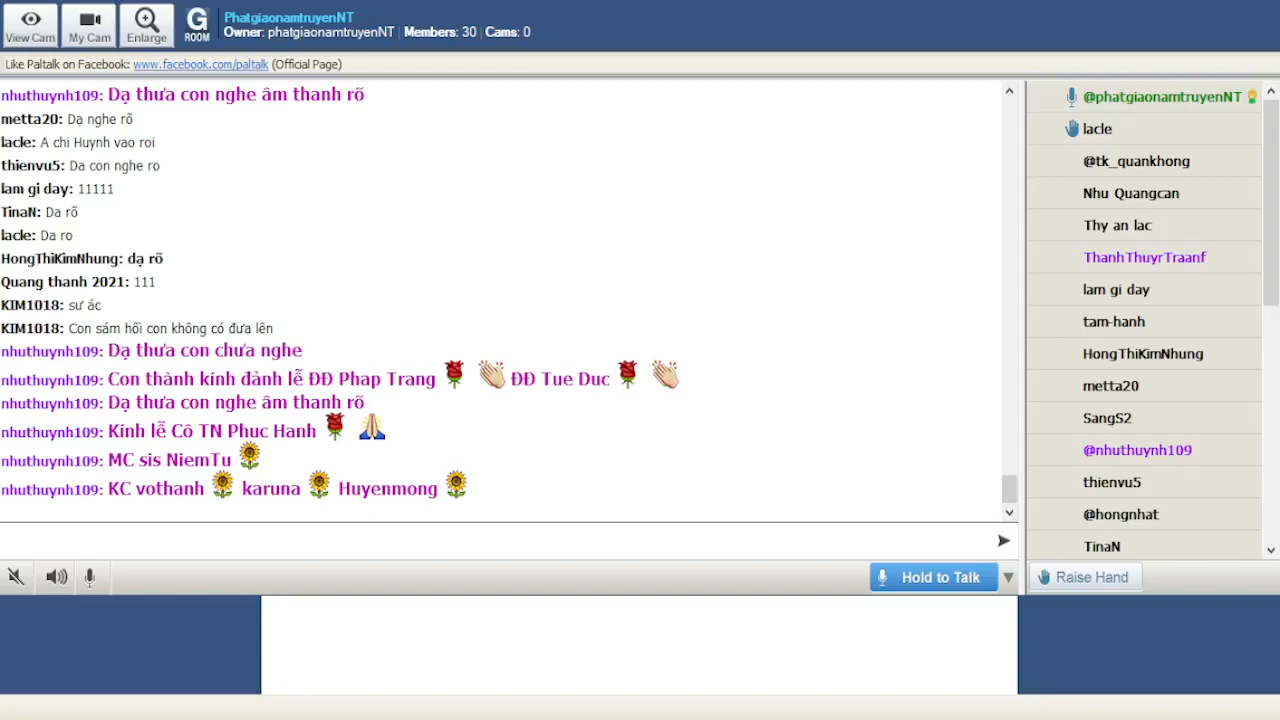 View Cam
My Cam
Enlarge
G
ROOM
PhatgiaonamtruyenNT
Owner: phatgiaonamtruyenNT | Members: 30 | Cams: 0
Like Paltalk on Facebook: www.facebook.com/paltalk (Official Page)
nhuthuynh109: Dạ thưa con nghe âm thanh rõ
metta20: Dạ nghe rõ
lacle: A chi Huynh vao roi
thienvu5: Da con nghe ro
lam gi day: 11111
TinaN: Da rõ
lacle: Da ro
HongThiKimNhung: dạ rõ
Quang thanh 2021: 111
KIM1018: sư ác
KIM1018: Con sám hối con không có đưa lên
nhuthuynh109: Dạ thưa con chưa nghe
nhuthuynh109: Con thành kính đảnh lễ ĐĐ Phap Trang ĐĐ Tue Duc
nhuthuynh109: Dạ thưa con nghe âm thanh rõ
nhuthuynh109: Kính lễ Cô TN Phuc Hanh
nhuthuynh109: MC sis NiemTu
nhuthuynh109: KC vothanh karuna Huyenmong
@phatgiaonamtruyenNT
lacle
@tk_quankhong
Nhu Quangcan
Thy an lac
ThanhThuyrTraanf
lam gi day
tam-hanh
HongThiKimNhung
metta20
SangS2
@nhuthuynh109
thienvu5
@hongnhat
TinaN
Hold to Talk
Raise Hand